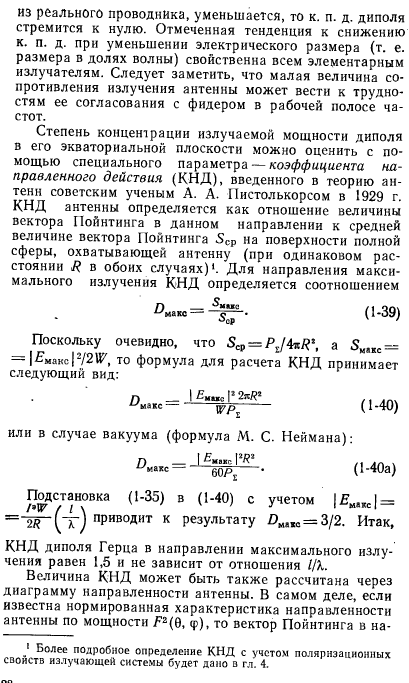 из реального проводника, уменьшается, то к. п. д. диполя
стремится к нулю. Отмеченная тенденция к снижению
к. п. д. при уменьшении электрического размера (т. е.
размера в долях волны) свойственна всем элементарным
излучателям. Следует заметить, что малая величина со-
противления излучения антенны может вести к трудно-
стям ее согласования с фидером в рабочей полосе ча-
стот.
Степень концентрации излучаемой мощности диполя
в его экваториальной плоскости можно оценить с по-
мощью специального параметра — коэффициента на-
правленного действия (КНД), введенного в теорию ан-
тенн советским ученым А. А. Пистолькорсом в 1929 г.
КНД антенны определяется как отношение величины
вектора Пойнтинга в данном направлении к средней
величине вектора Пойнтинга Sср на поверхности полной
сферы, охватывающей антенну (при одинаковом рас-
стоянии R в обоих случаях)¹. Для направления макси-
мального излучения КНД определяется соотношением
Dмакс = Sмакс / Sср . (1-39)
Поскольку очевидно, что Sср = PΣ/4πR², а Sмакс =
= |Eмакс|²/2W, то формула для расчета КНД принимает
следующий вид:
Dмакс = |Eмакс|² 2πR² / WPΣ (1-40)
или в случае вакуума (формула М. С. Неймана):
Dмакс = |Eмакс|²R² / 60PΣ . (1-40а)
Подстановка (1-35) в (1-40) с учетом |Eмакс| =
= IэW/2R (l/λ) приводит к результату Dмакс = 3/2. Итак,
КНД диполя Герца в направлении максимального излу-
чения равен 1,5 и не зависит от отношения l/λ.
Величина КНД может быть также рассчитана через
диаграмму направленности антенны. В самом деле, если
известна нормированная характеристика направленности
антенны по мощности F²(θ, φ), то вектор Пойнтинга в на-
¹ Более подробное определение КНД с учетом поляризационных
свойств излучающей системы будет дано в гл. 4.